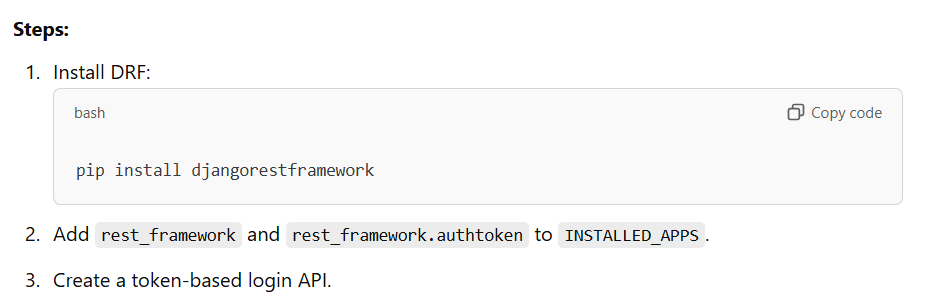 Steps:
1. Install DRF:
bash Copy code
pip install djangorestframework
2. Add rest_framework and rest_framework.authtoken to INSTALLED_APPS.
3. Create a token-based login API.